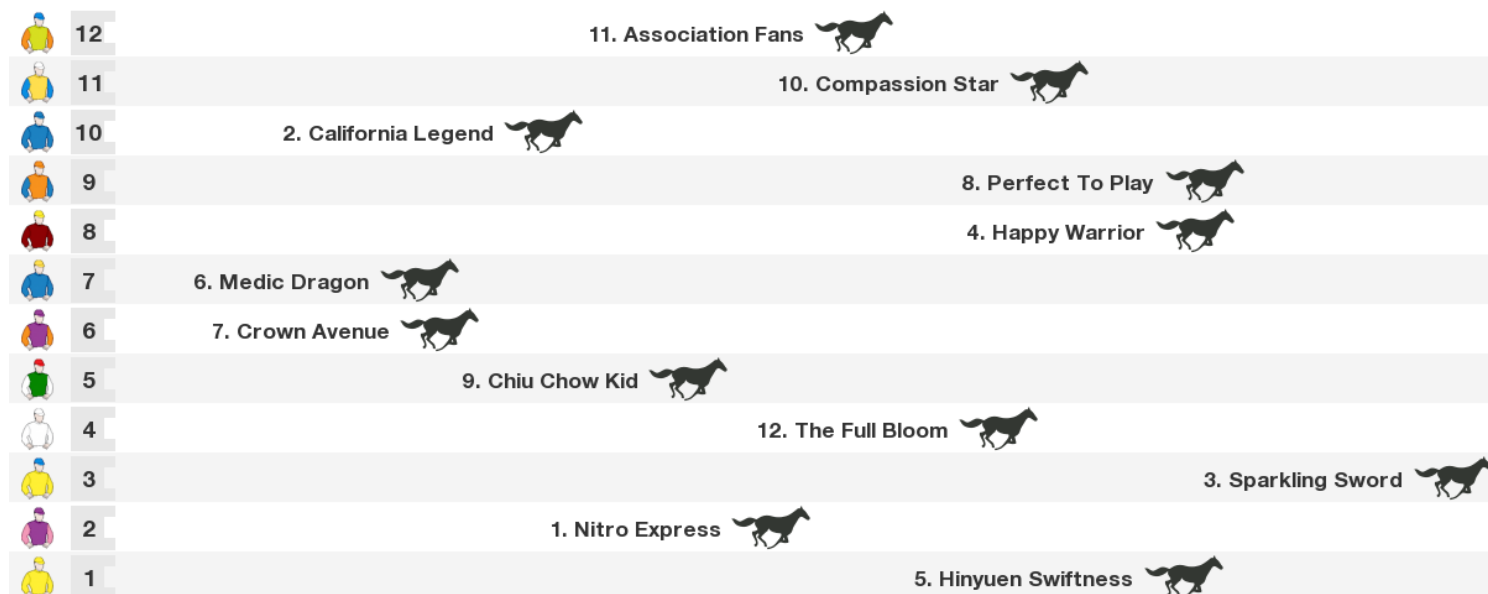 12 11. Association Fans
11 10. Compassion Star
10 2. California Legend
9 8. Perfect To Play
8 4. Happy Warrior
7 6. Medic Dragon
6 7. Crown Avenue
5 9. Chiu Chow Kid
4 12. The Full Bloom
3 3. Sparkling Sword
2 1. Nitro Express
1 5. Hinyuen Swiftness